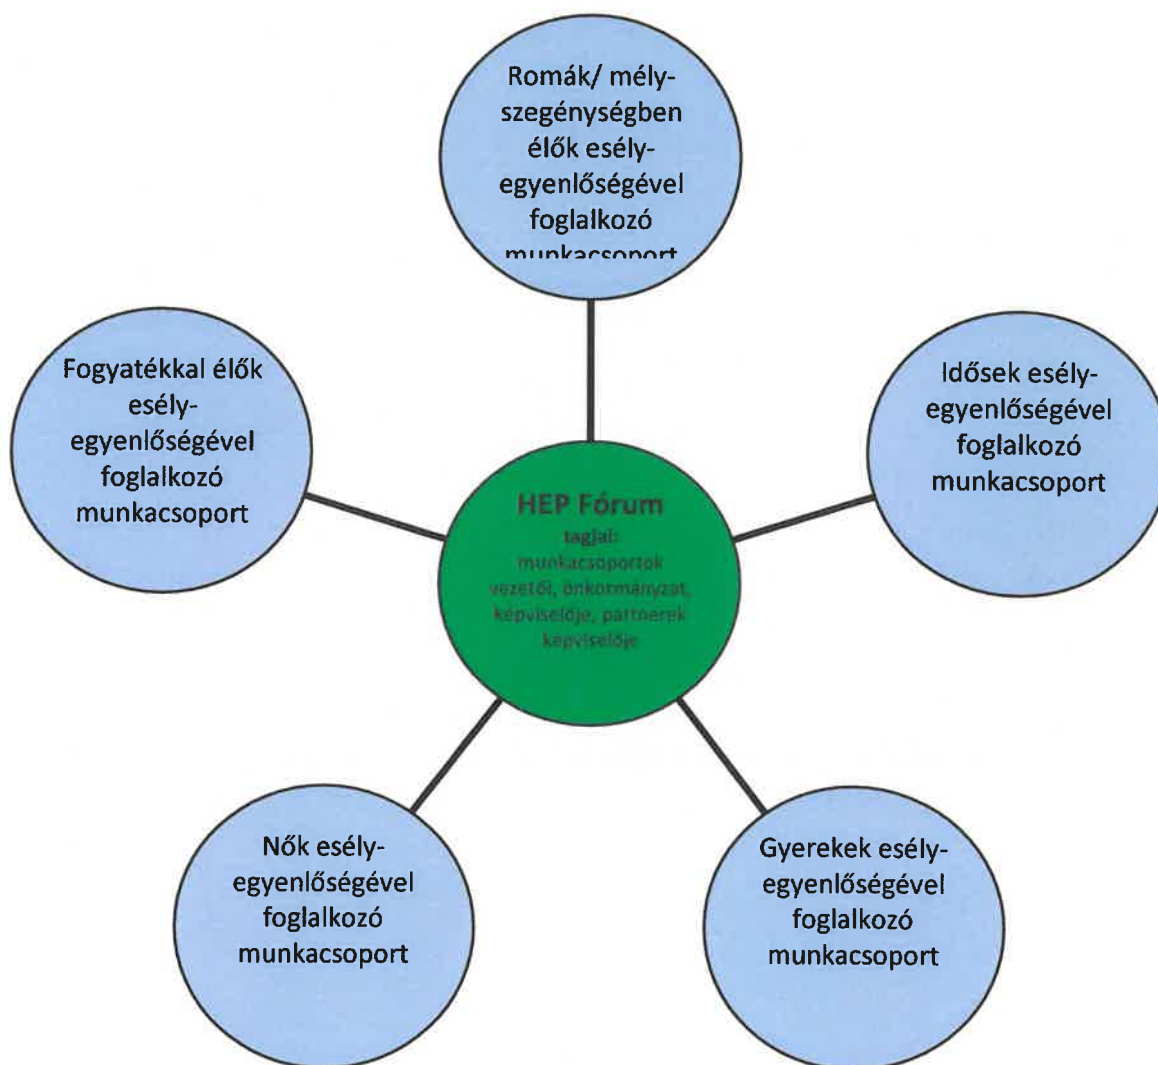 Romák/ mély-
szegénységben
élők esély-
egyenlőségével
foglalkozó
munkacsoport
Fogyatékkal élők
esély-
egyenlőségével
foglalkozó
munkacsoport
Idősek esély-
egyenlőségével
foglalkozó
munkacsoport
HEP Fórum
tagjai:
munkacsoportok
vezetői, önkormányzat,
képviselője, partnerek
képviselője
Nők esély-
egyenlőségével
foglalkozó
munkacsoport
Gyerekek esély-
egyenlőségével
foglalkozó
munkacsoport